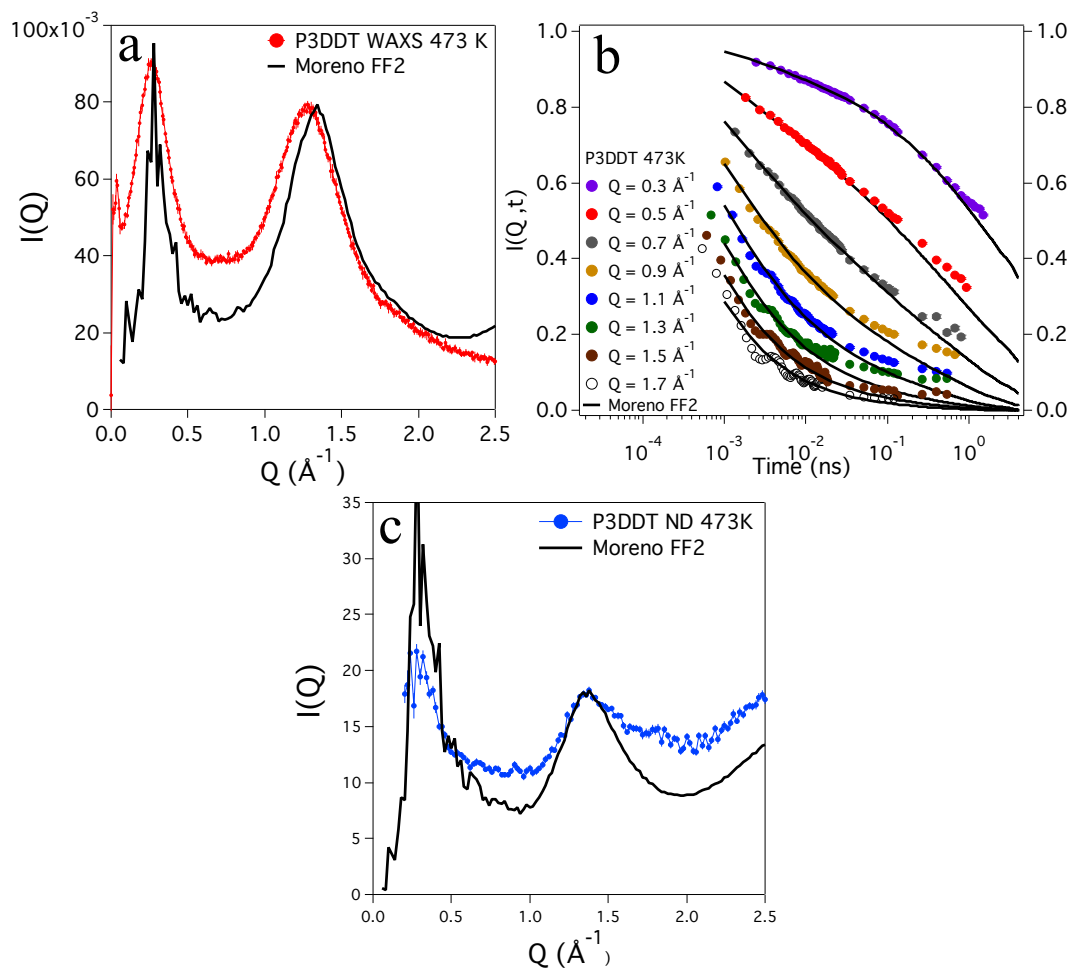 a
100x10⁻³
80
60
40
20
0
I(Q)
P3DDT WAXS 473 K
Moreno FF2
0.0 0.5 1.0 1.5 2.0 2.5
Q (Å⁻¹)
b
1.0 1.0
0.8 0.8
0.6 0.6
0.4 0.4
0.2 0.2
0.0 0.0
I(Q,t)
P3DDT 473K
Q = 0.3 Å⁻¹
Q = 0.5 Å⁻¹
Q = 0.7 Å⁻¹
Q = 0.9 Å⁻¹
Q = 1.1 Å⁻¹
Q = 1.3 Å⁻¹
Q = 1.5 Å⁻¹
Q = 1.7 Å⁻¹
Moreno FF2
10⁻⁴ 10⁻³ 10⁻² 10⁻¹ 10⁰
Time (ns)
c
35
30
25
20
15
10
5
0
I(Q)
P3DDT ND 473K
Moreno FF2
0.0 0.5 1.0 1.5 2.0 2.5
Q (Å⁻¹)